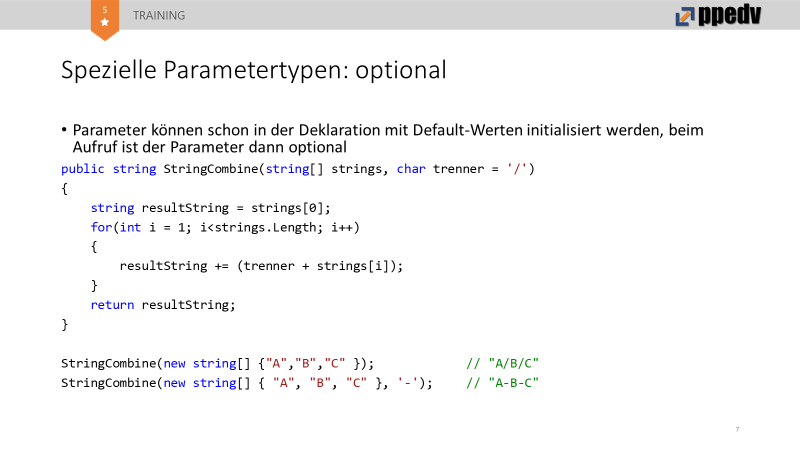 5
TRAINING
ppedv
Spezielle Parametertypen: optional
• Parameter können schon in der Deklaration mit Default-Werten initialisiert werden, beim
Aufruf ist der Parameter dann optional
public string StringCombine(string[] strings, char trenner = '/')
{
    string resultString = strings[0];
    for(int i = 1; i<strings.Length; i++)
    {
        resultString += (trenner + strings[i]);
    }
    return resultString;
}
StringCombine(new string[] {"A","B","C" });             // "A/B/C"
StringCombine(new string[] { "A", "B", "C" }, '-');     // "A-B-C"
7